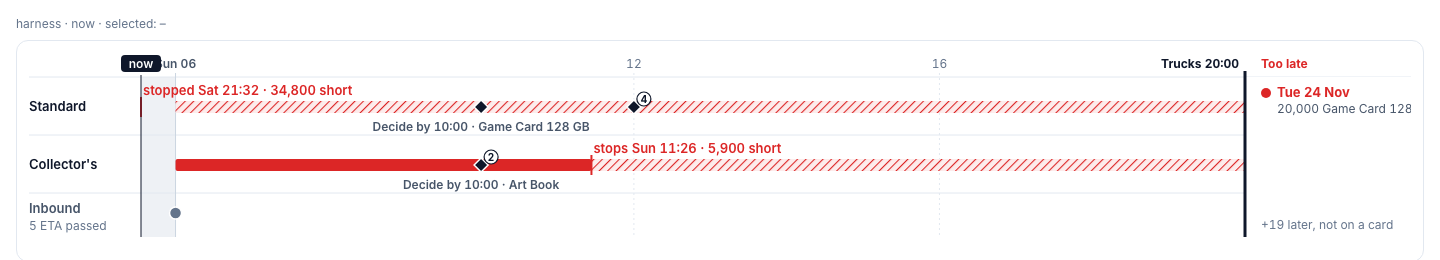 harness · now · selected: –
now
Sun 06
12
16
Trucks 20:00
Too late
stopped Sat 21:32 · 34,800 short
Standard
4
Tue 24 Nov
20,000 Game Card 128
Decide by 10:00 · Game Card 128 GB
stops Sun 11:26 · 5,900 short
Collector's
2
Decide by 10:00 · Art Book
Inbound
5 ETA passed
+19 later, not on a card